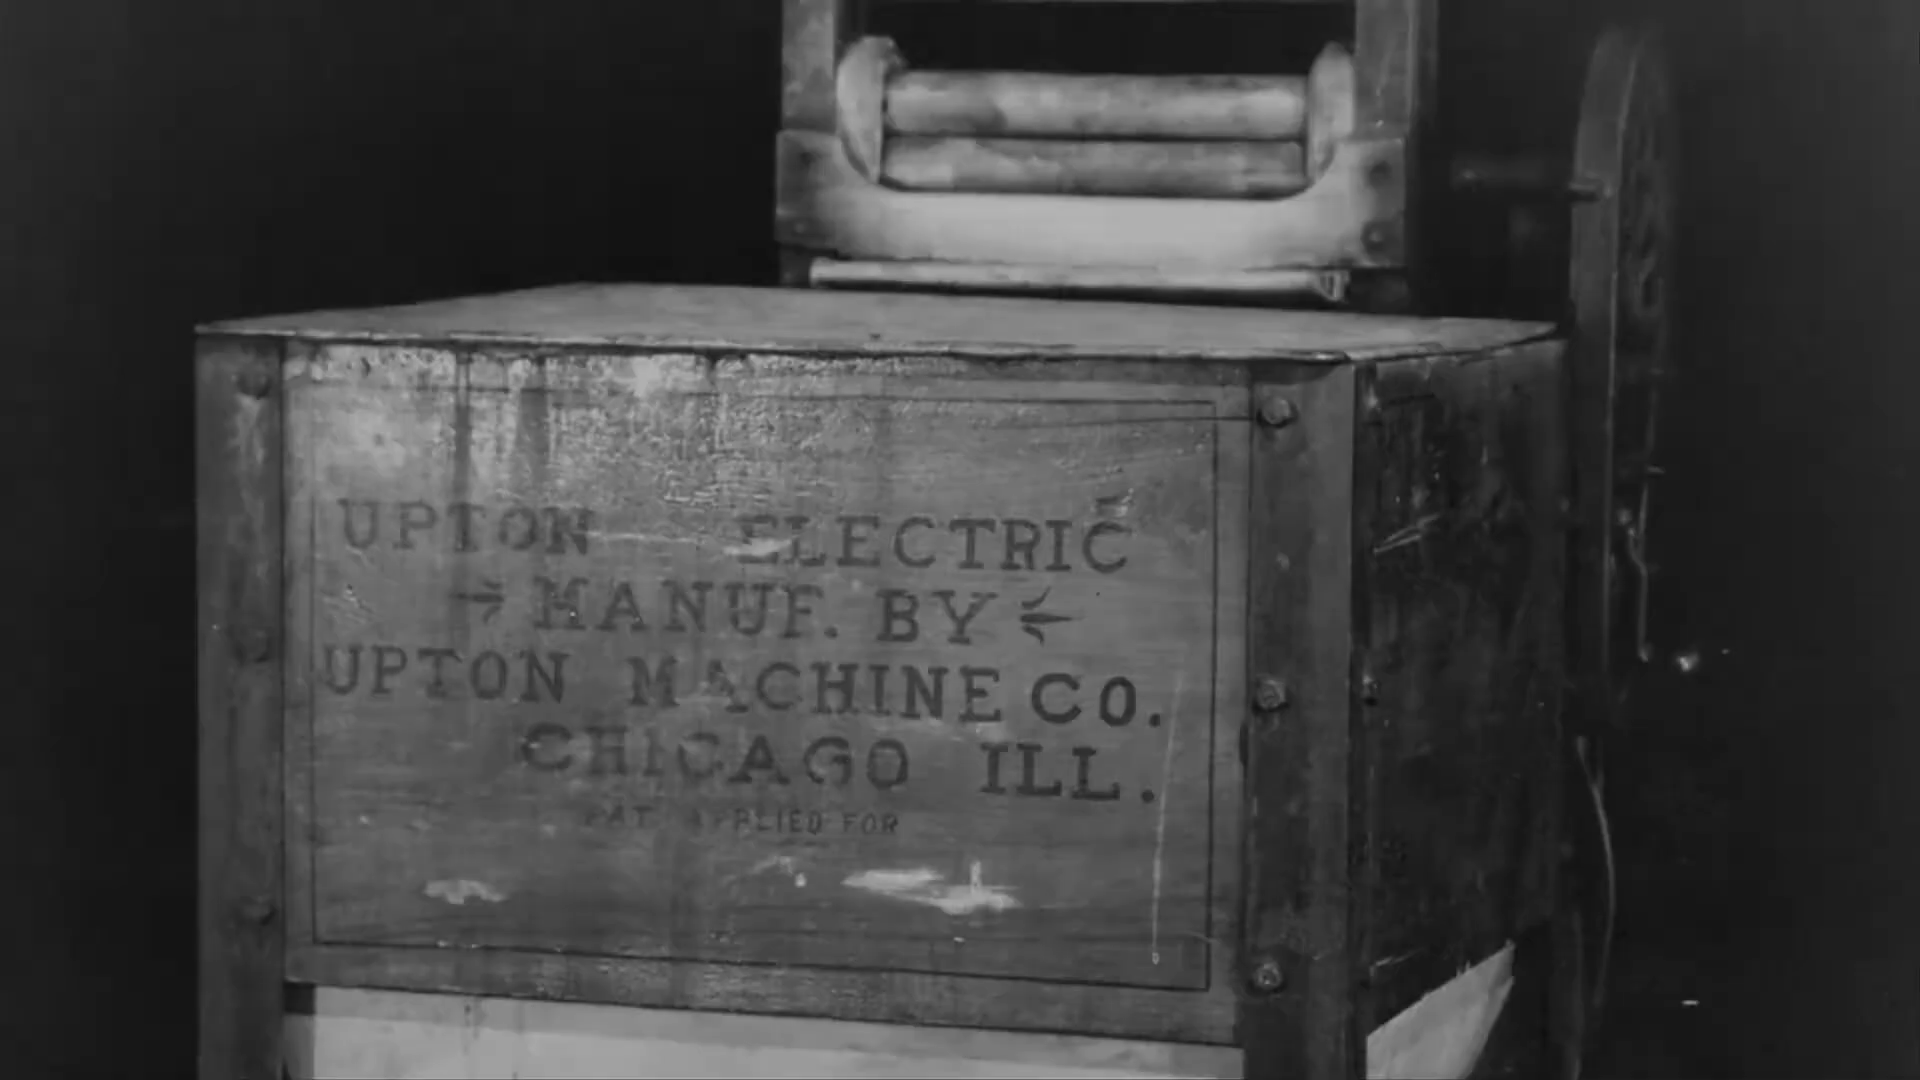 UPTON ELECTRIC
MANUF. BY
UPTON MACHINE CO.
CHICAGO ILL.
PAT. APPLIED FOR